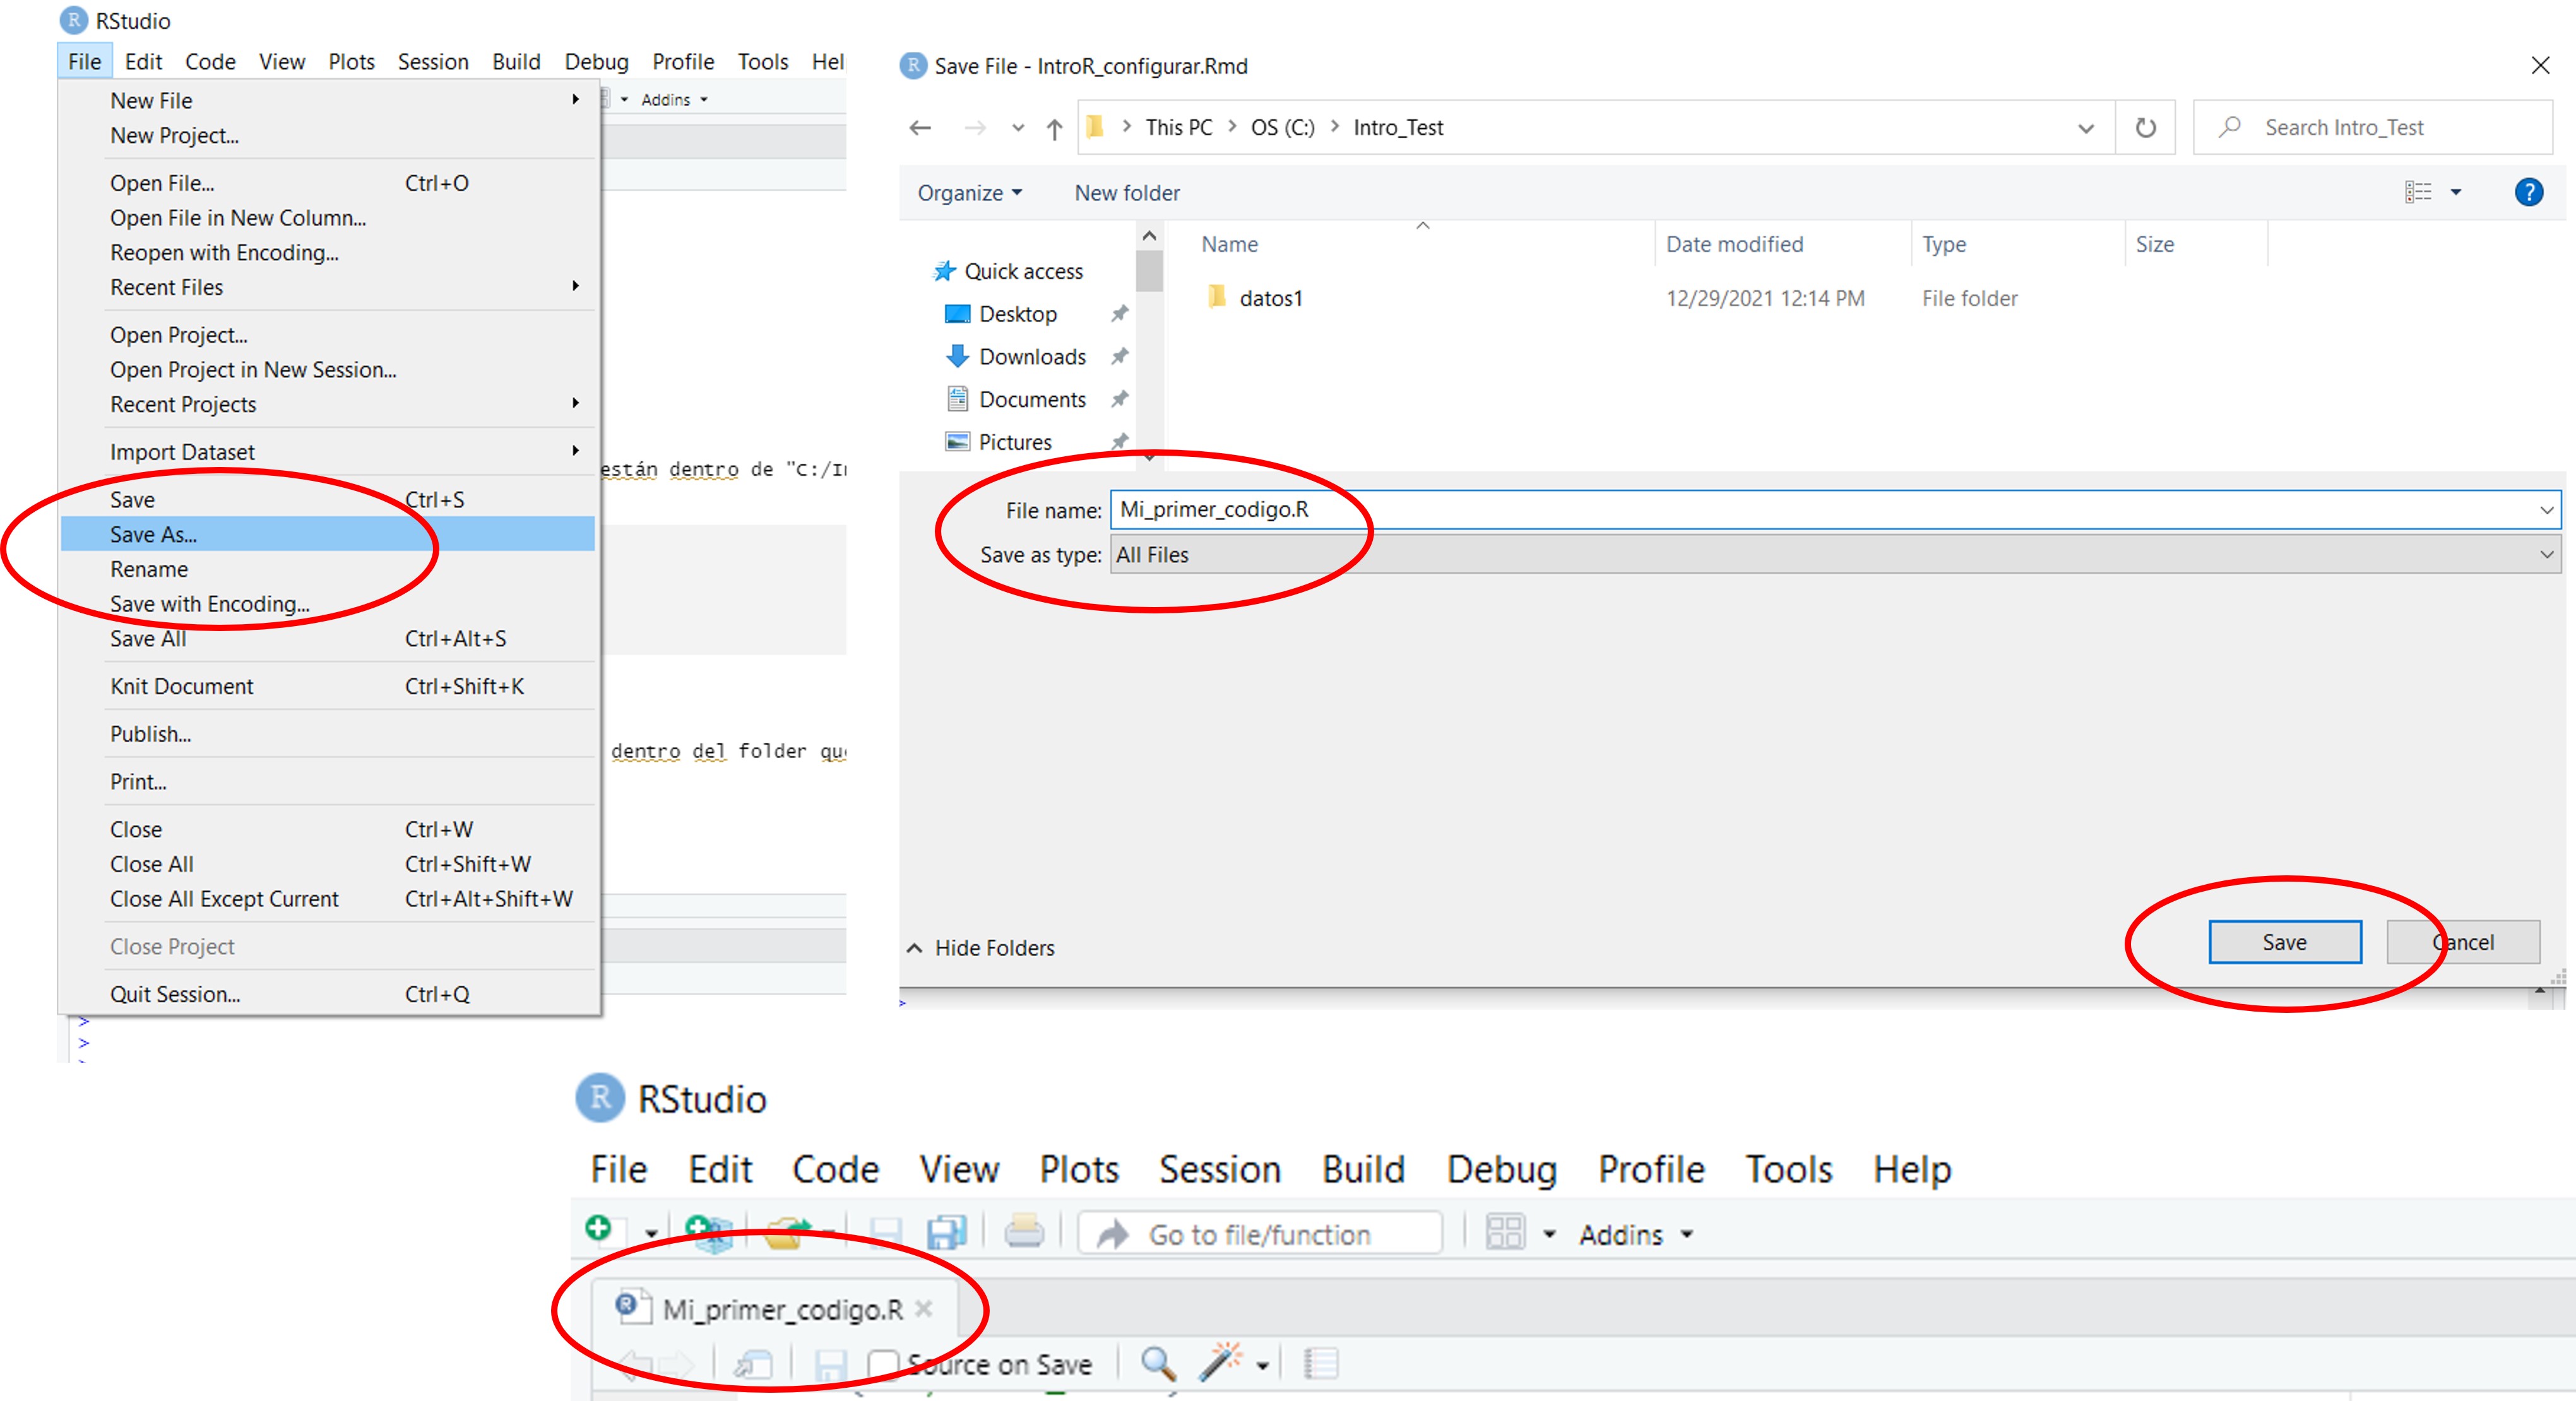 RStudio
File Edit Code View Plots Session Build Debug Profile Tools Hel
Addins
New File
New Project...
Open File... Ctrl+O
Open File in New Column...
Reopen with Encoding...
Recent Files
Open Project...
Open Project in New Session...
Recent Projects
Import Dataset
están dentro de "C:/I
Save Ctrl+S
Save As...
Rename
Save with Encoding...
Save All Ctrl+Alt+S
Knit Document Ctrl+Shift+K
Publish...
dentro del folder qu
Print...
Close Ctrl+W
Close All Ctrl+Shift+W
Close All Except Current Ctrl+Alt+Shift+W
Close Project
Quit Session... Ctrl+Q
>
>
Save File - IntroR_configurar.Rmd
This PC > OS (C:) > Intro_Test
Search Intro_Test
Organize New folder
Name Date modified Type Size
Quick access
datos1 12/29/2021 12:14 PM File folder
Desktop
Downloads
Documents
Pictures
File name: Mi_primer_codigo.R
Save as type: All Files
Hide Folders
Save Cancel
>
RStudio
File Edit Code View Plots Session Build Debug Profile Tools Help
Go to file/function Addins
Mi_primer_codigo.R
Source on Save